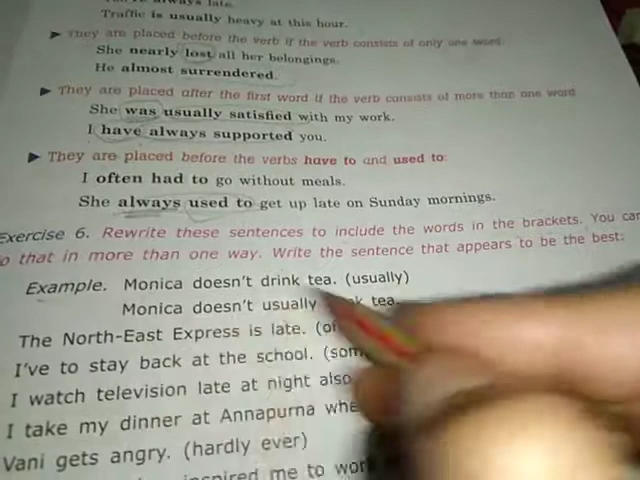 always late.
Traffic is usually heavy at this hour.
They are placed before the verb if the verb consists of only one word.
She nearly lost all her belongings.
He almost surrendered.
They are placed after the first word if the verb consists of more than one word
She was usually satisfied with my work.
I have always supported you.
They are placed before the verbs have to and used to:
I often had to go without meals.
She always used to get up late on Sunday mornings.
Exercise 6. Rewrite these sentences to include the words in the brackets. You can
that in more than one way. Write the sentence that appears to be the best:
Example. Monica doesn't drink tea. (usually)
Monica doesn't usually tea.
The North-East Express is late.
I've to stay back at the school.
I watch television late at night
I take my dinner at Annapurna
Vani gets angry. (hardly ever)
inspired me to